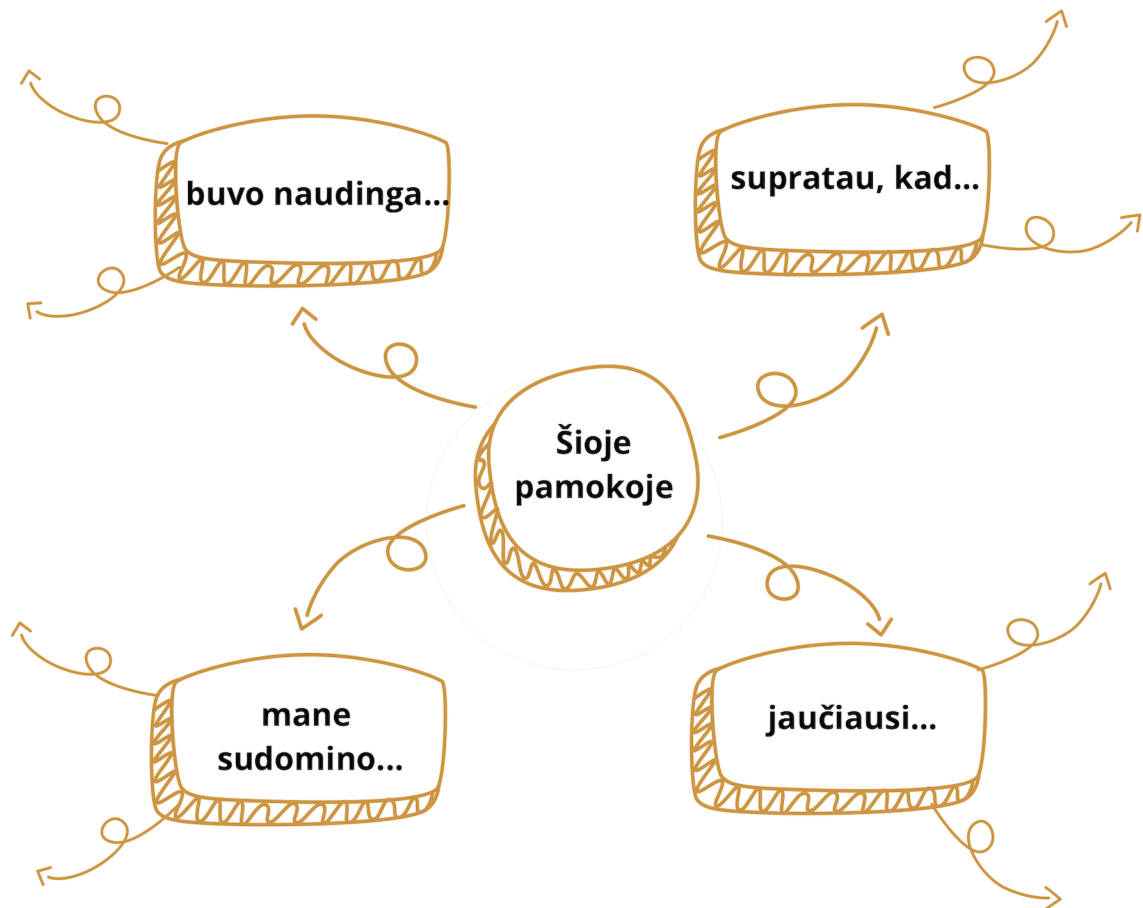 buvo naudinga...
supratau, kad...
Šioje
pamokoje
mane
sudomino...
jaučiausi...